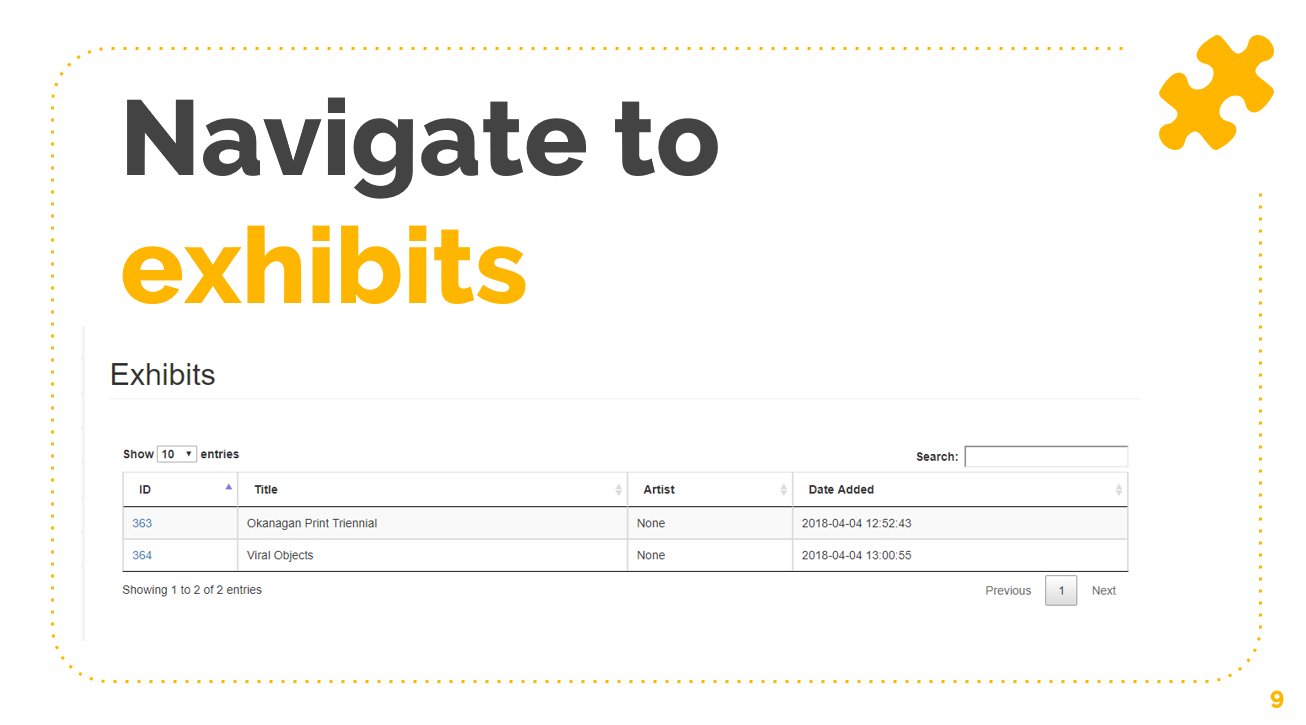 Navigate to
exhibits
Exhibits
Show 10 entries
Search:
ID Title Artist Date Added
363 Okanagan Print Triennial None 2018-04-04 12:52:43
364 Viral Objects None 2018-04-04 13:00:55
Showing 1 to 2 of 2 entries
Previous 1 Next
9